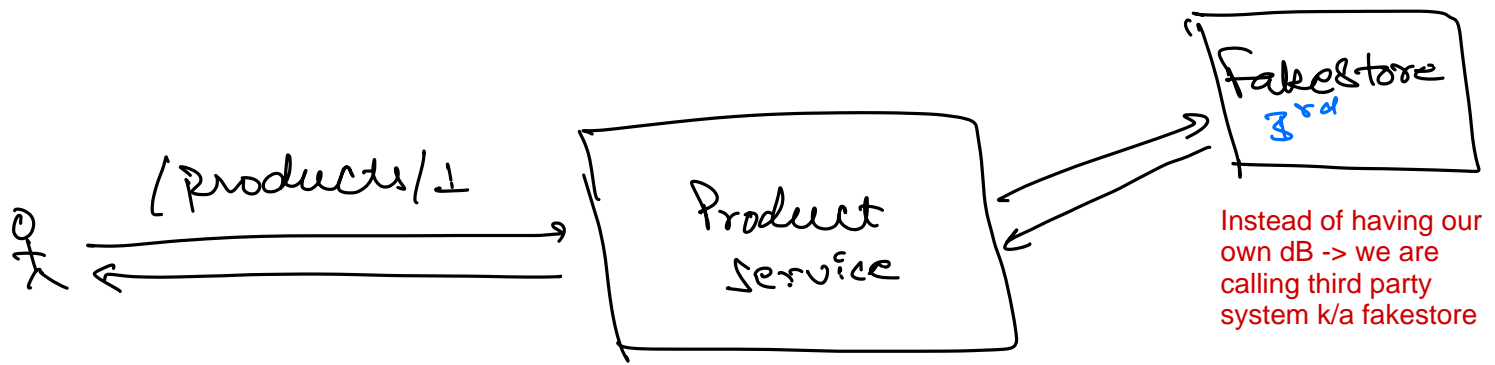 /products/1
Product
service
Fakestore
3rd
Instead of having our
own dB -> we are
calling third party
system k/a fakestore